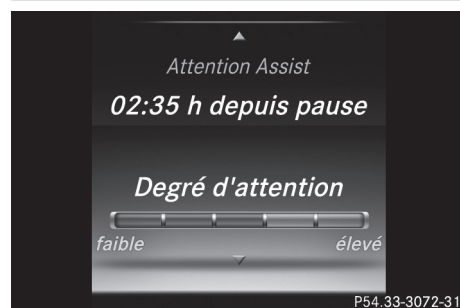 Attention Assist
02:35 h depuis pause
Degré d'attention
faible élevé
P54.33-3072-31